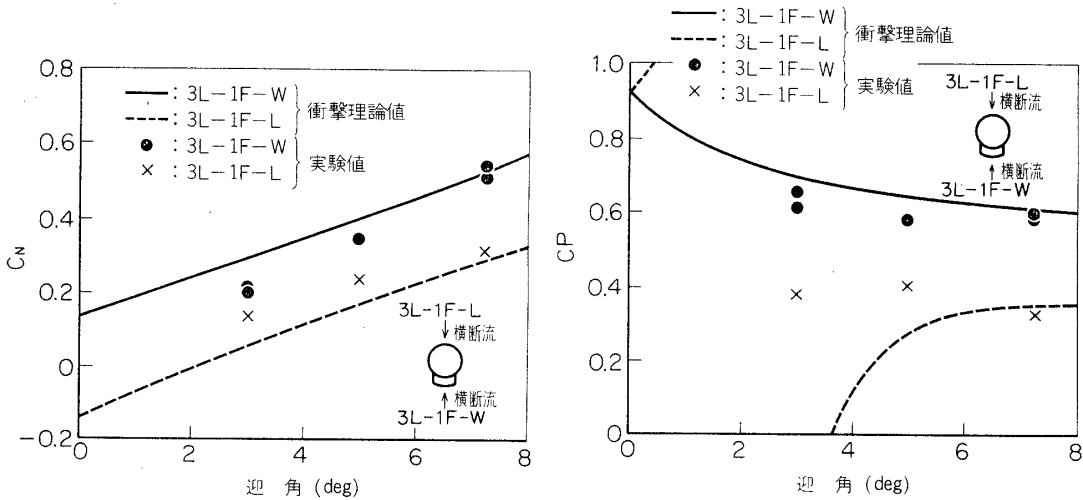 0.8
0.6
0.4
0.2
0
-0.2
CN
—: 3L-1F-W
----: 3L-1F-L
衝撃理論値
●: 3L-1F-W
×: 3L-1F-L
実験値
3L-1F-L
↓横断流
↑横断流
3L-1F-W
0 2 4 6 8
迎 角 (deg)
—: 3L-1F-W
----: 3L-1F-L
衝撃理論値
●: 3L-1F-W
×: 3L-1F-L
実験値
1.0
0.8
0.6
0.4
0.2
0
CP
3L-1F-L
↓横断流
↑横断流
3L-1F-W
0 2 4 6 8
迎 角 (deg)